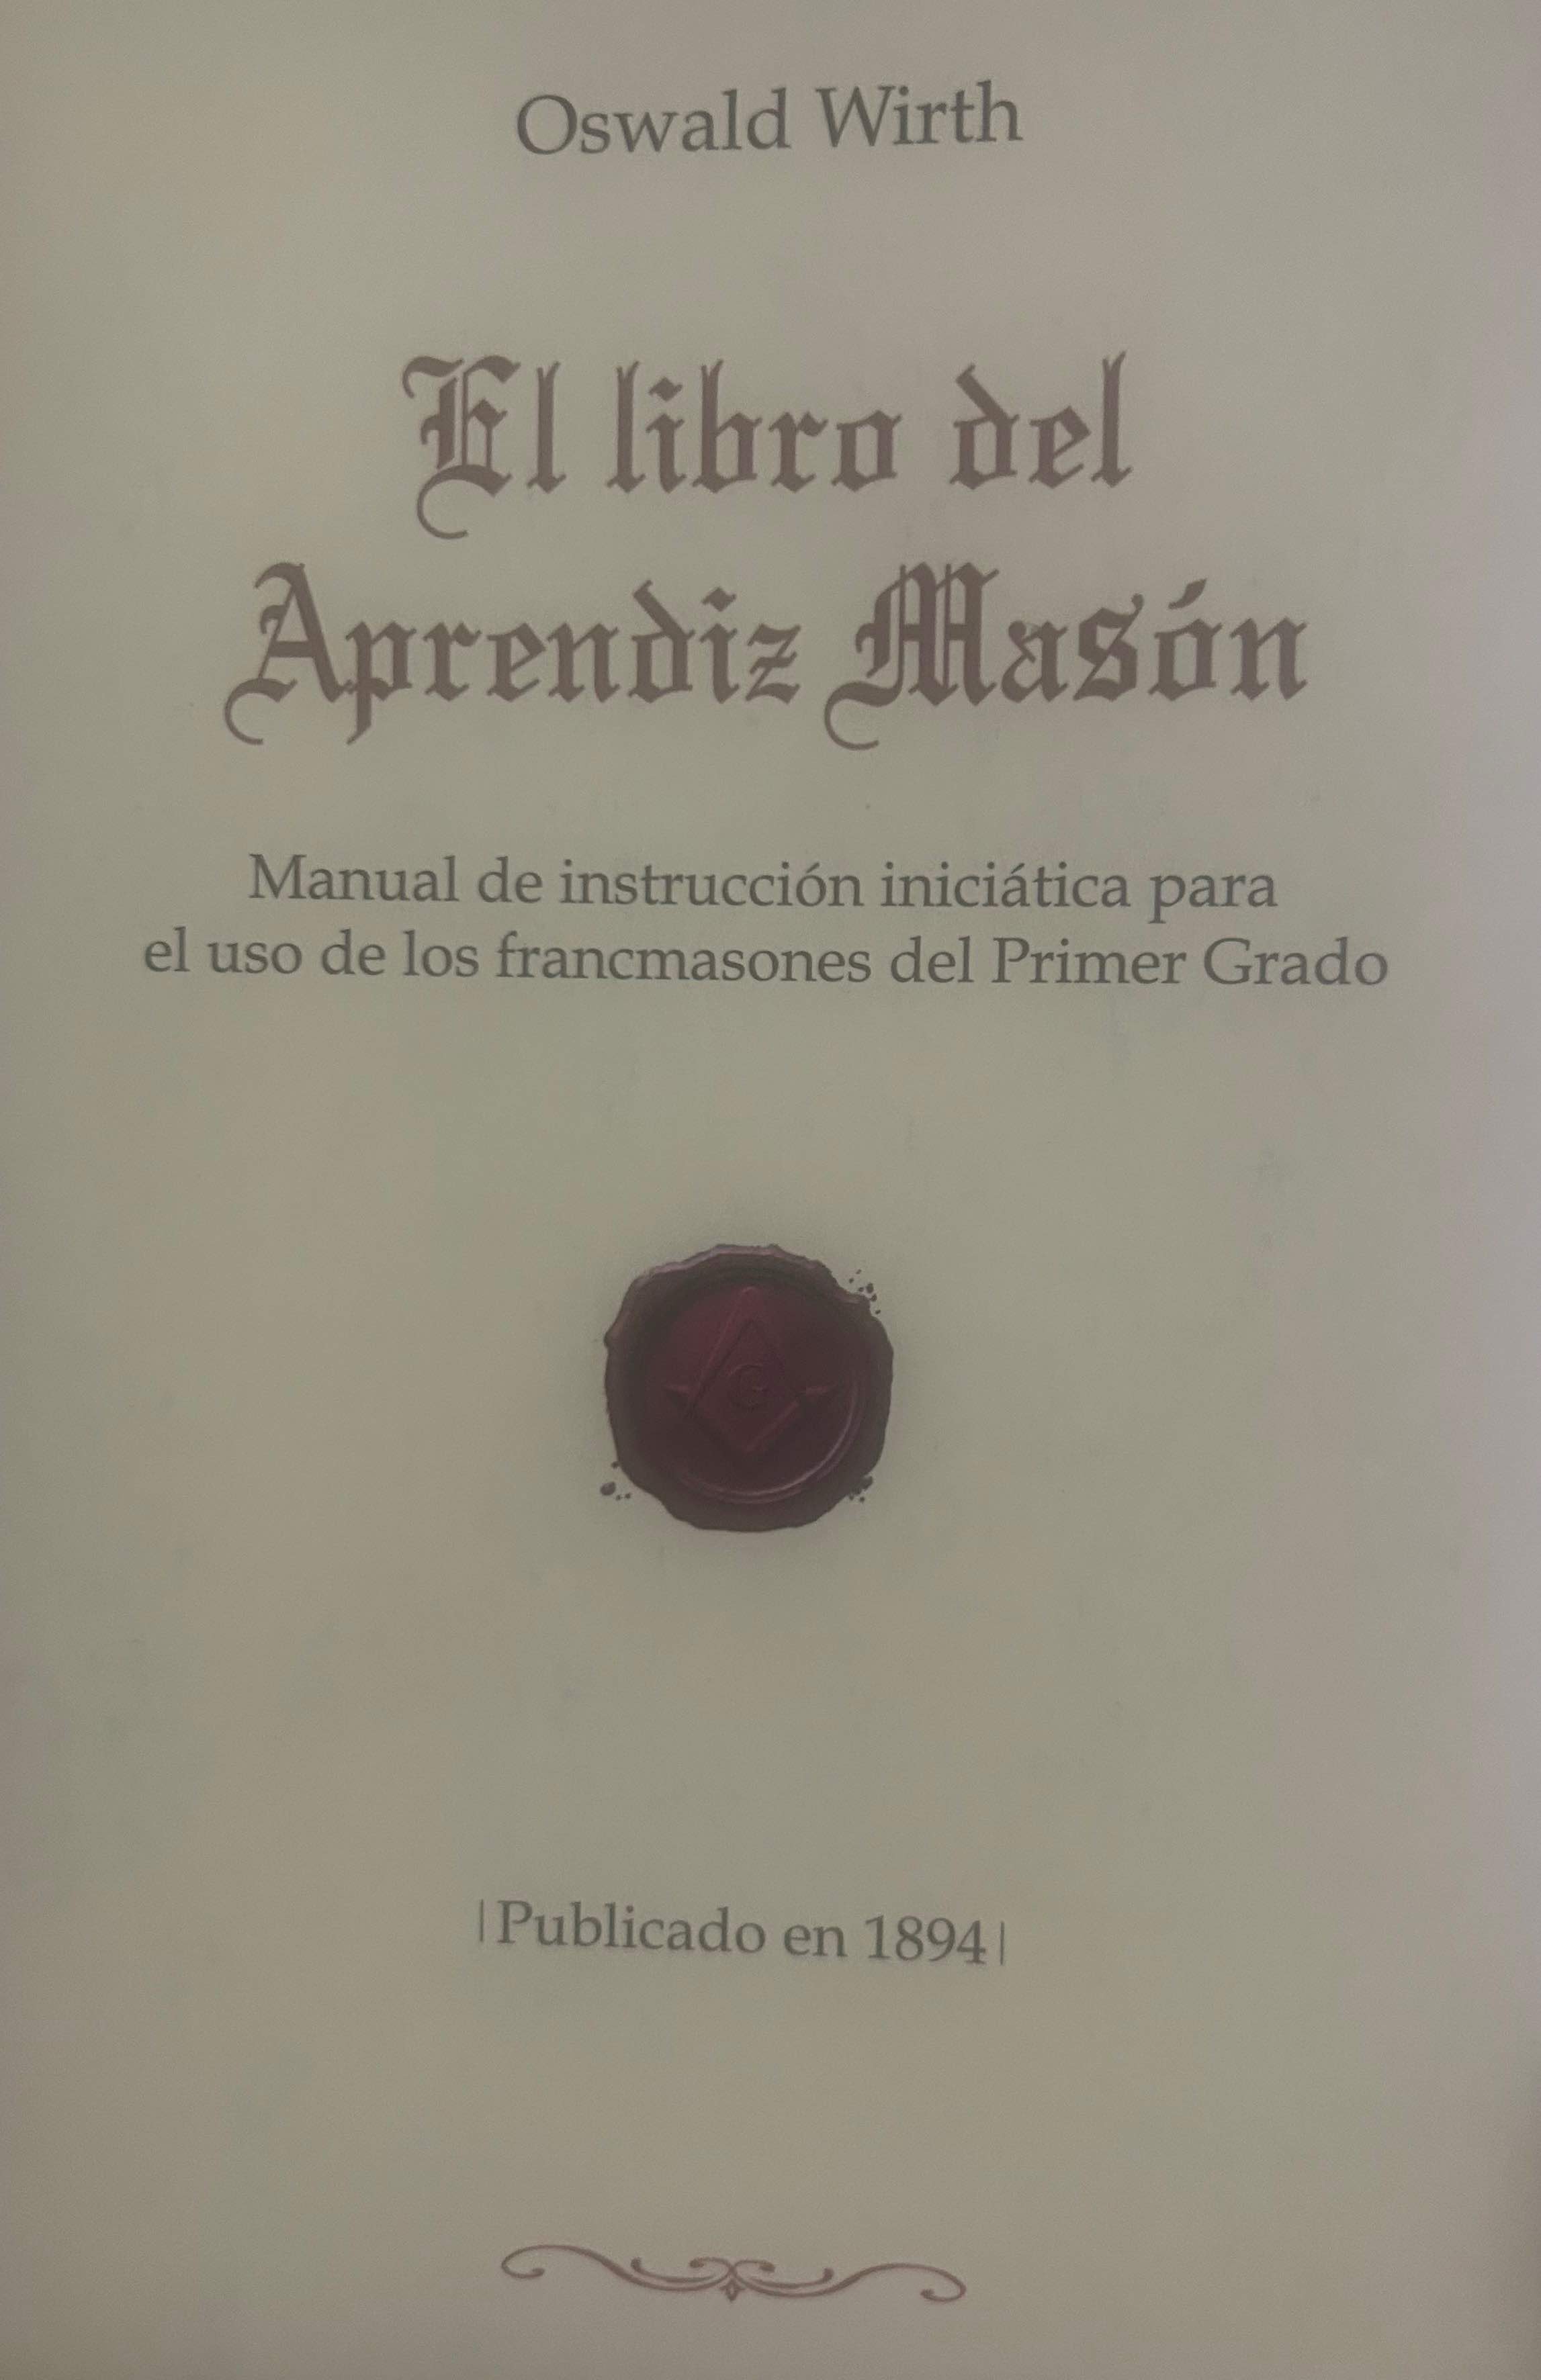 Oswald Wirth
El libro del
Aprendiz Masón
Manual de instrucción iniciática para
el uso de los francmasones del Primer Grado
G
|Publicado en 1894|